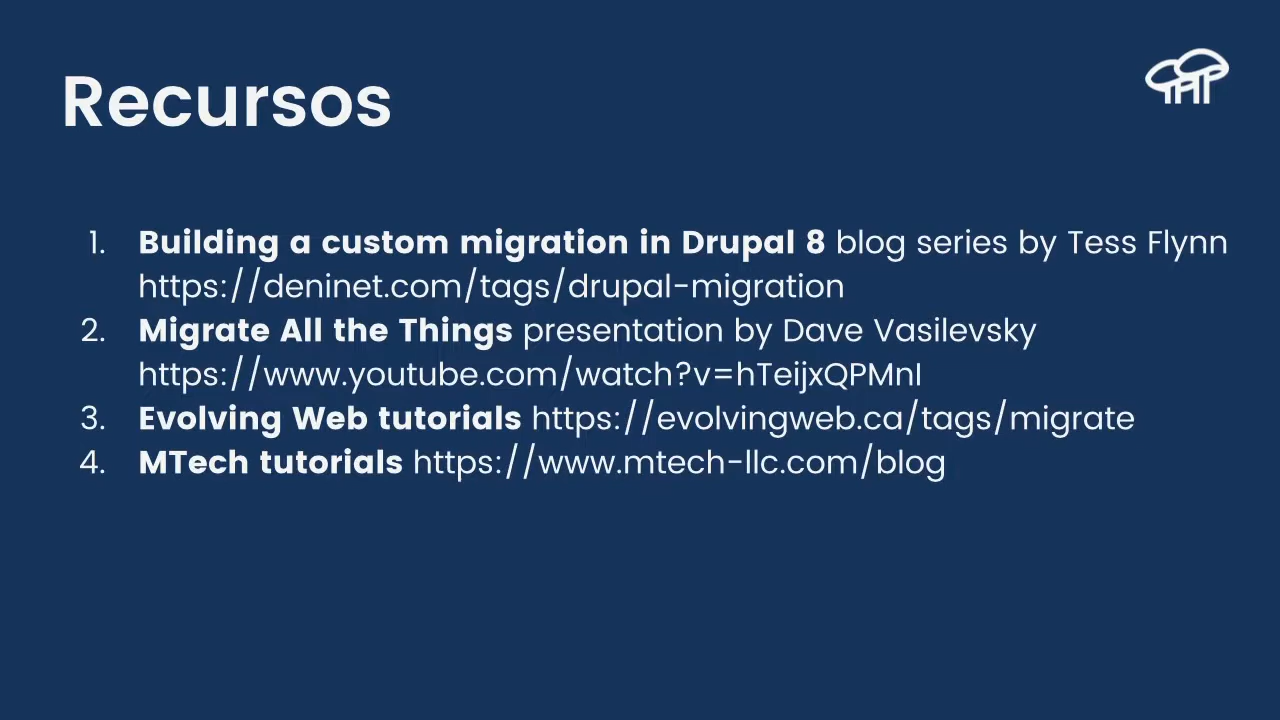 Recursos
1. Building a custom migration in Drupal 8 blog series by Tess Flynn
https://deninet.com/tags/drupal-migration
2. Migrate All the Things presentation by Dave Vasilevsky
https://www.youtube.com/watch?v=hTeijxQPMnI
3. Evolving Web tutorials https://evolvingweb.ca/tags/migrate
4. MTech tutorials https://www.mtech-llc.com/blog